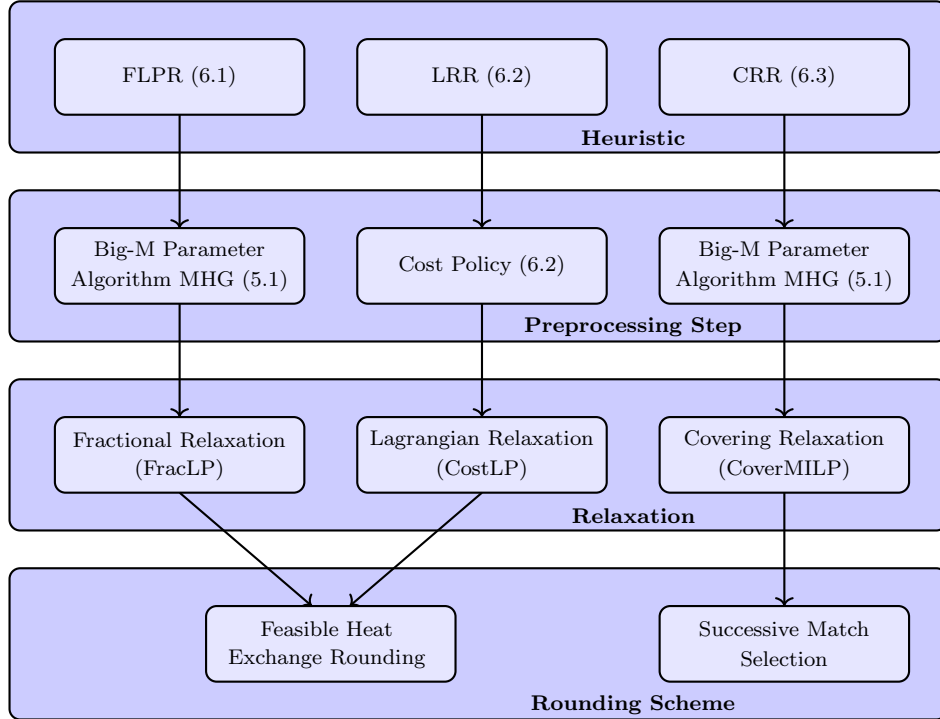 FLPR (6.1)
LRR (6.2)
CRR (6.3)
Heuristic
Big-M Parameter
Algorithm MHG (5.1)
Cost Policy (6.2)
Big-M Parameter
Algorithm MHG (5.1)
Preprocessing Step
Fractional Relaxation
(FracLP)
Lagrangian Relaxation
(CostLP)
Covering Relaxation
(CoverMILP)
Relaxation
Feasible Heat
Exchange Rounding
Successive Match
Selection
Rounding Scheme